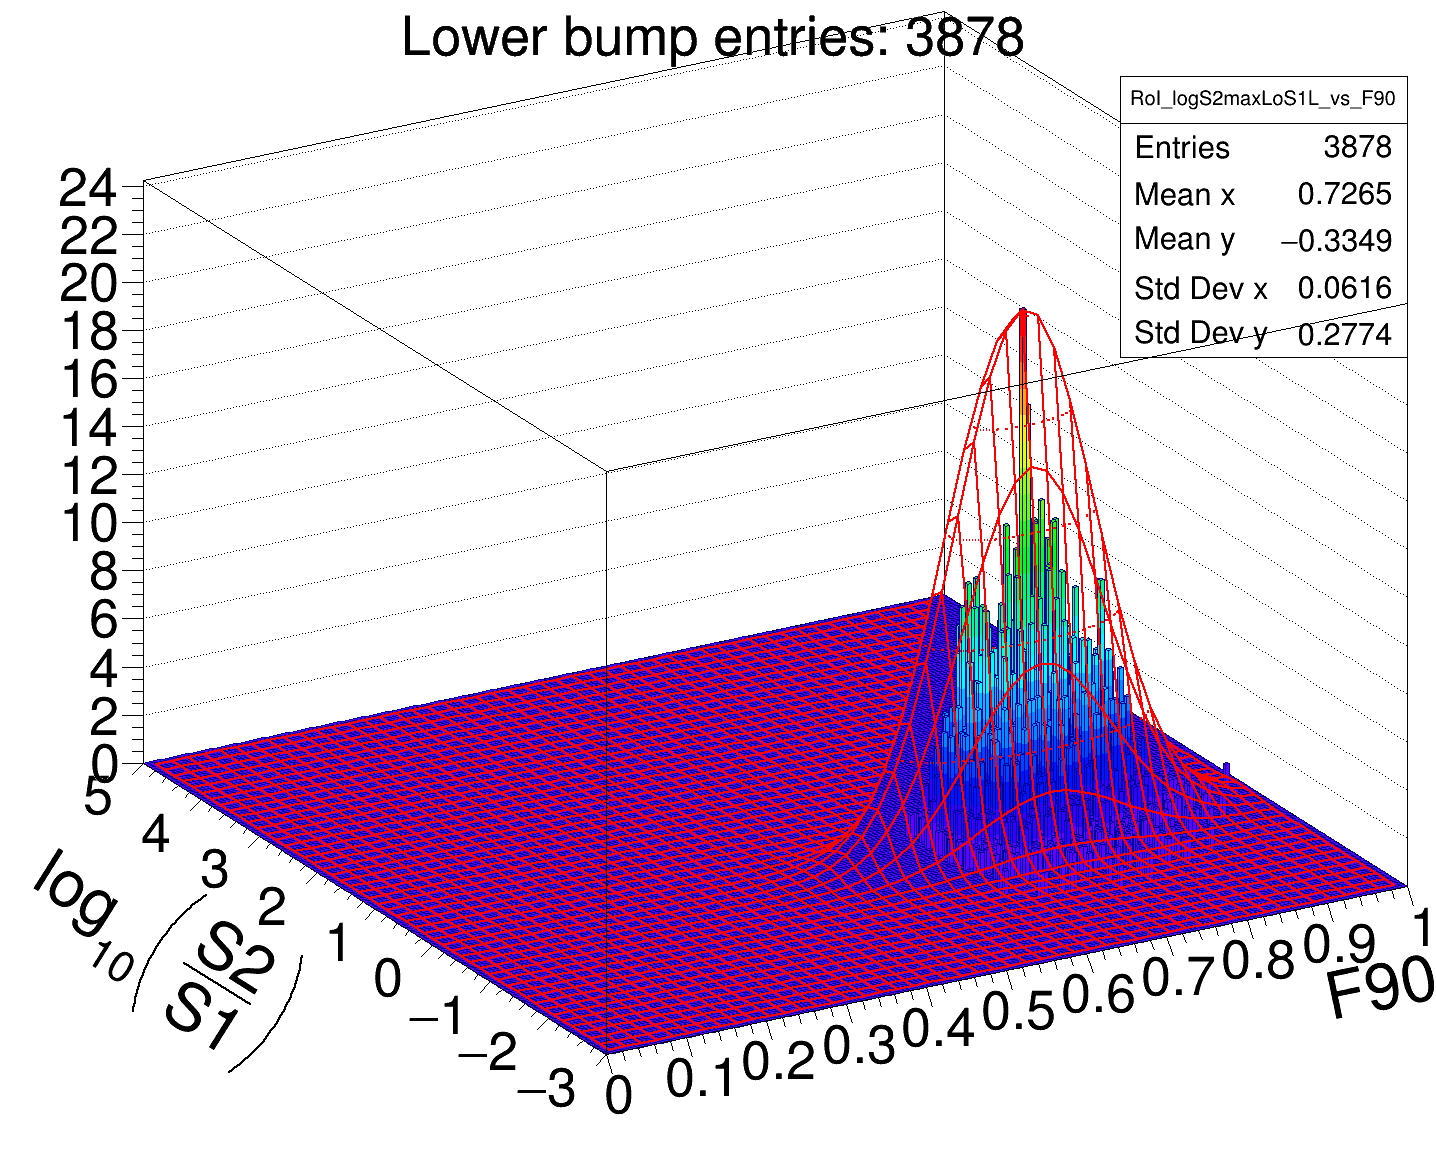 Lower bump entries: 3878
RoI_logS2maxLoS1L_vs_F90
Entries 3878
Mean x 0.7265
Mean y −0.3349
Std Dev x 0.0616
Std Dev y 0.2774
24
22
20
18
16
14
12
10
8
6
4
2
0
5
4
3
2
1
0
−1
−2
−3
log10(S2/S1)
0 0.1 0.2 0.3 0.4 0.5 0.6 0.7 0.8 0.9 1
F90